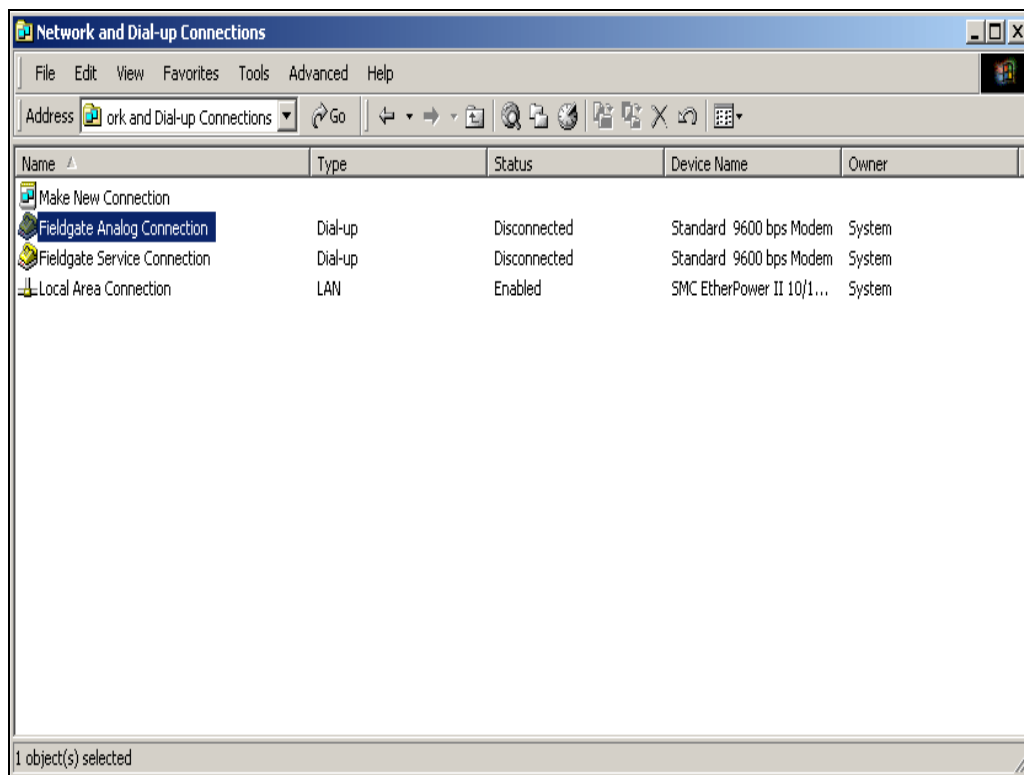 Network and Dial-up Connections
File Edit View Favorites Tools Advanced Help
Address ork and Dial-up Connections Go
Name Type Status Device Name Owner
Make New Connection
Fieldgate Analog Connection Dial-up Disconnected Standard 9600 bps Modem System
Fieldgate Service Connection Dial-up Disconnected Standard 9600 bps Modem System
Local Area Connection LAN Enabled SMC EtherPower II 10/1... System
1 object(s) selected